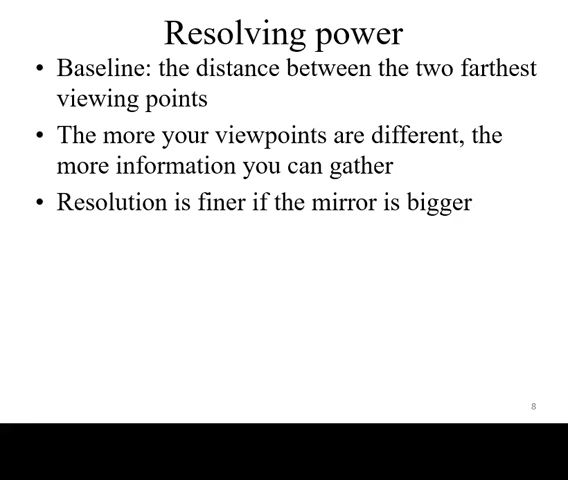 Resolving power
• Baseline: the distance between the two farthest
viewing points
• The more your viewpoints are different, the
more information you can gather
• Resolution is finer if the mirror is bigger
8